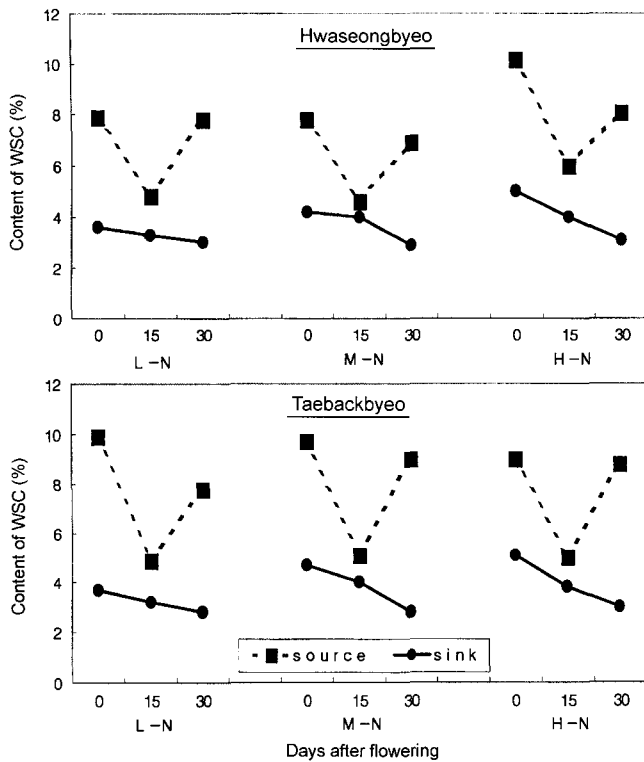 Hwaseongbyeo
Content of WSC (%)
12
10
8
6
4
2
0
0 15 30 0 15 30 0 15 30
L-N M-N H-N
Taebackbyeo
Content of WSC (%)
12
10
8
6
4
2
0
source sink
0 15 30 0 15 30 0 15 30
L-N M-N H-N
Days after flowering